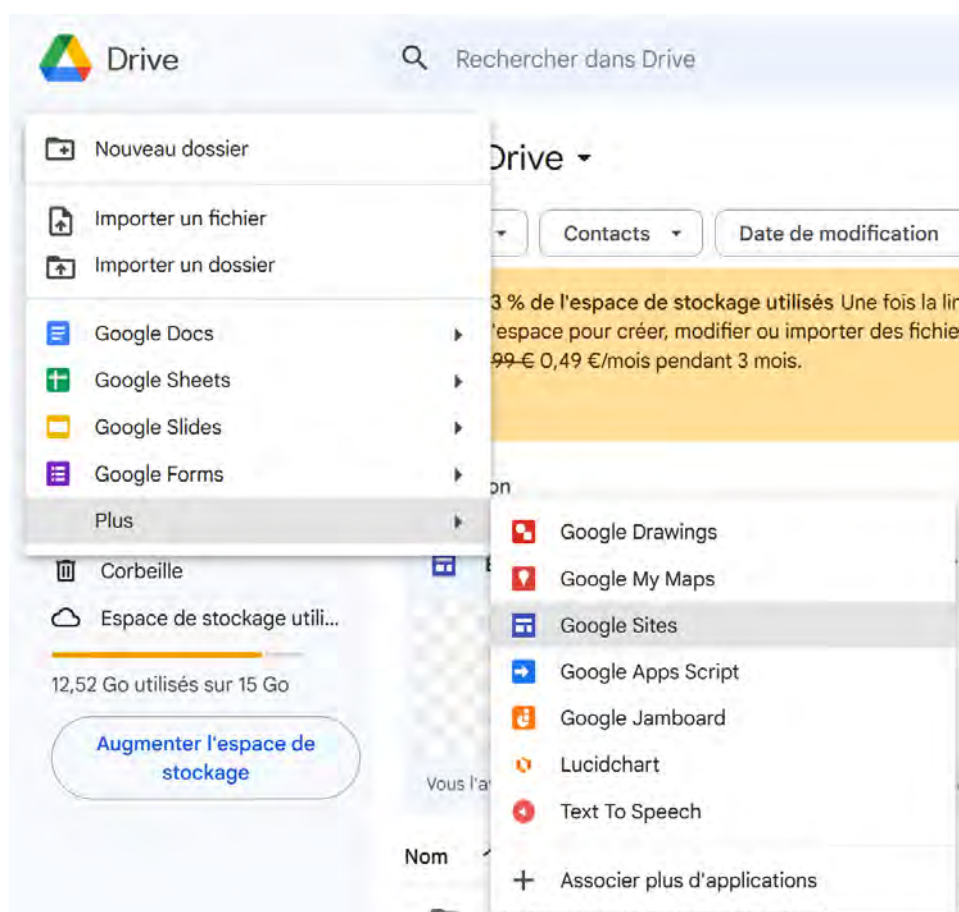 Drive
Rechercher dans Drive
Nouveau dossier
Importer un fichier
Importer un dossier
Google Docs
Google Sheets
Google Slides
Google Forms
Plus
Drive
Contacts
Date de modification
3 % de l'espace de stockage utilisés Une fois la
'espace pour créer, modifier ou importer des
99 € 0,49 €/mois pendant 3 mois.
on
Google Drawings
Google My Maps
Google Sites
Google Apps Script
Google Jamboard
Lucidchart
Text To Speech
Associer plus d'applications
Corbeille
Espace de stockage utili...
12,52 Go utilisés sur 15 Go
Augmenter l'espace de
stockage
Vous l'a
Nom